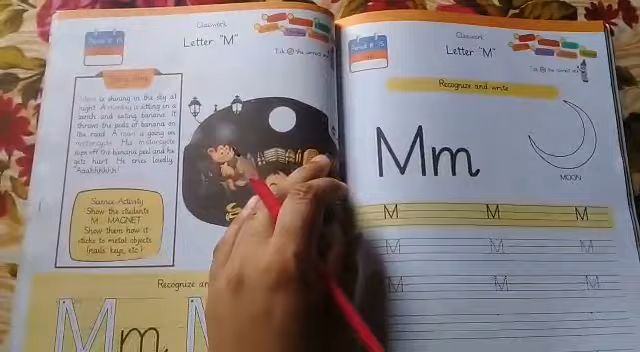 Classwork
Letter "M"
Moon is shining in the sky at
night. A monkey is sitting on a
bench and eating banana. It
throws the peels of banana on
the road. A man is going on
motorcycle. His motorcycle
runs off the banana peel and he
gets hurt. He cries loudly,
Science Activity
Show the students
M MAGNET
Show them how it
sticks to metal objects
(nails, keys, etc.)
Recognize an
Mm M
Classwork
Letter "M"
Recognize and write
Mm
MOON
M M M
M M M
M M M